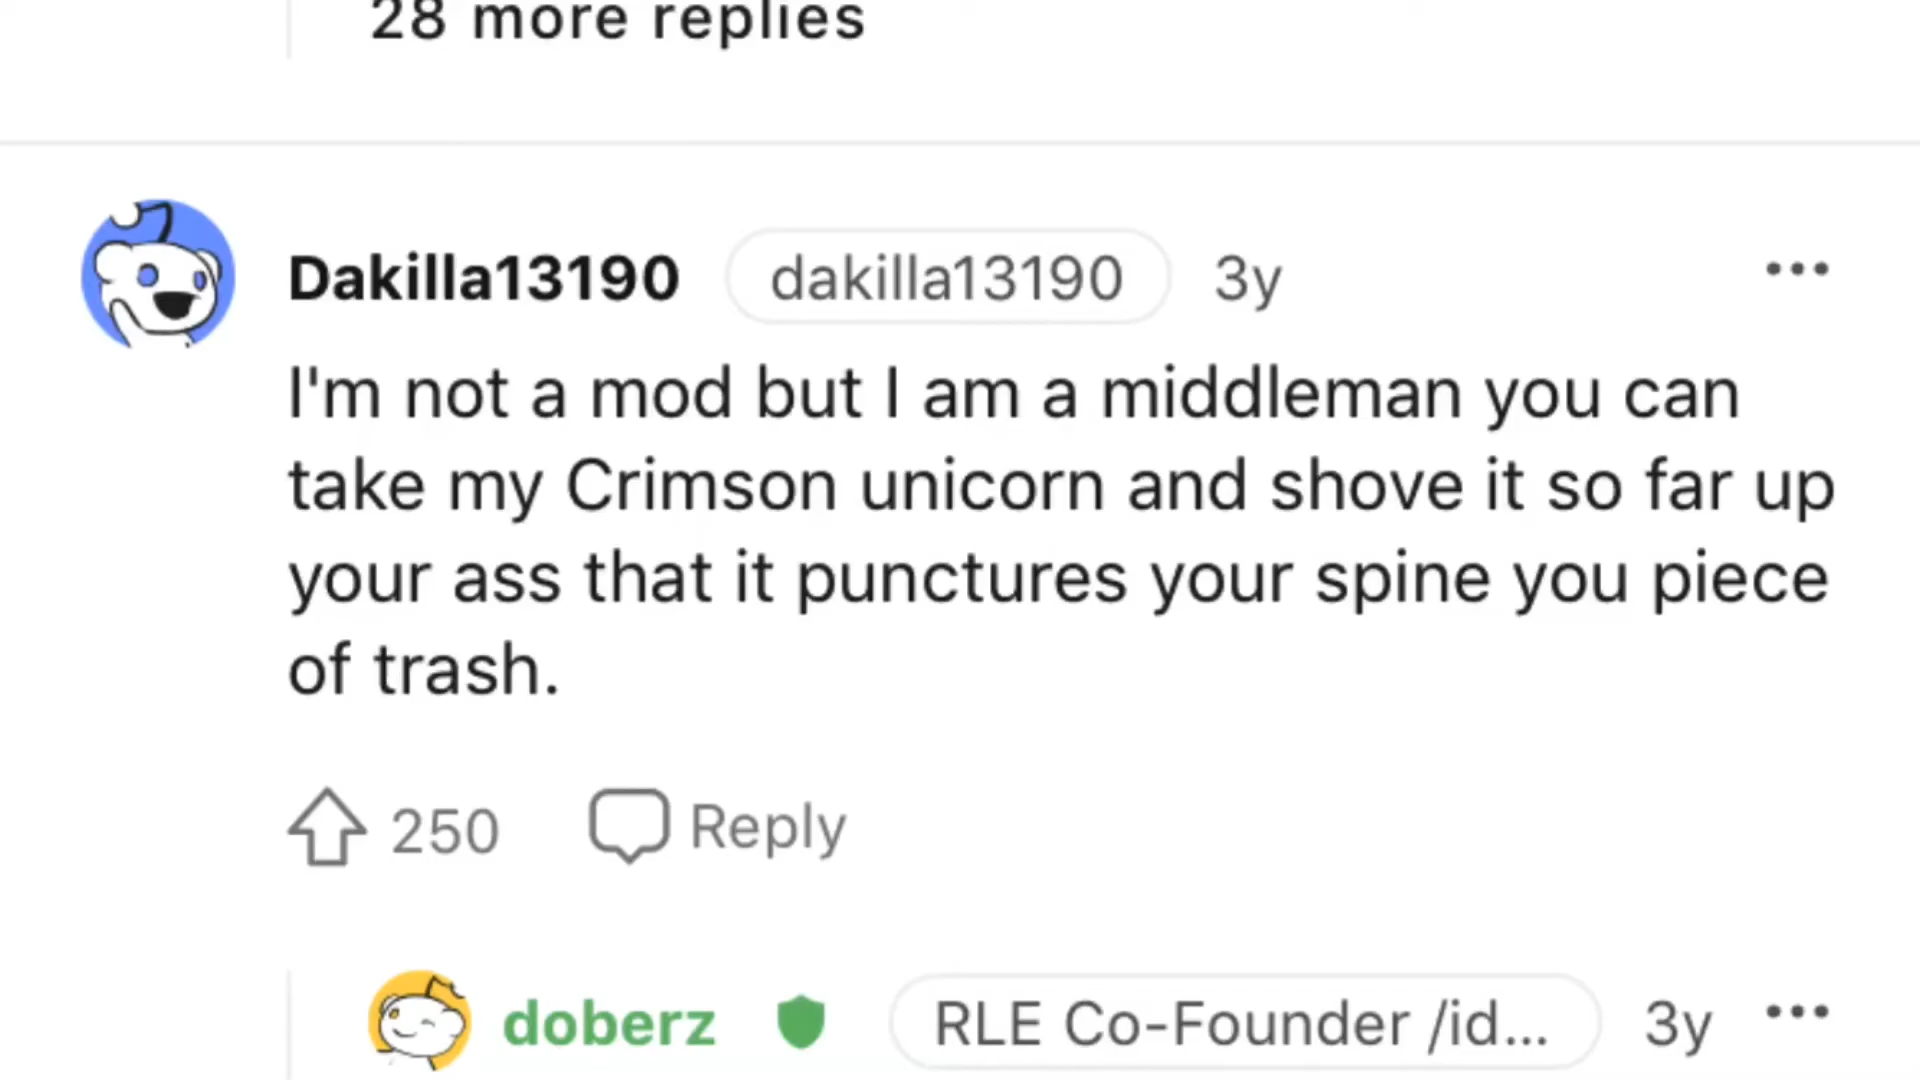 28 more replies
Dakilla13190 dakilla13190 3y ...
I'm not a mod but I am a middleman you can
take my Crimson unicorn and shove it so far up
your ass that it punctures your spine you piece
of trash.
250 Reply
doberz RLE Co-Founder /id... 3y ...